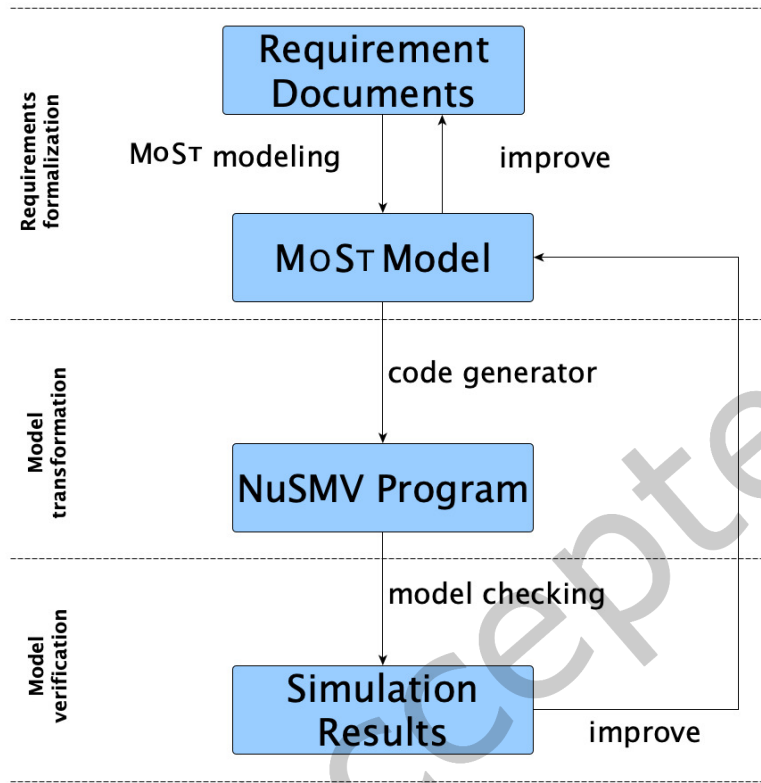 Requirement
Documents
Requirements
formalization
MoSt modeling
improve
MoSt Model
code generator
Model
transformation
NuSMV Program
model checking
Model
verification
Simulation
Results
improve
ccepte